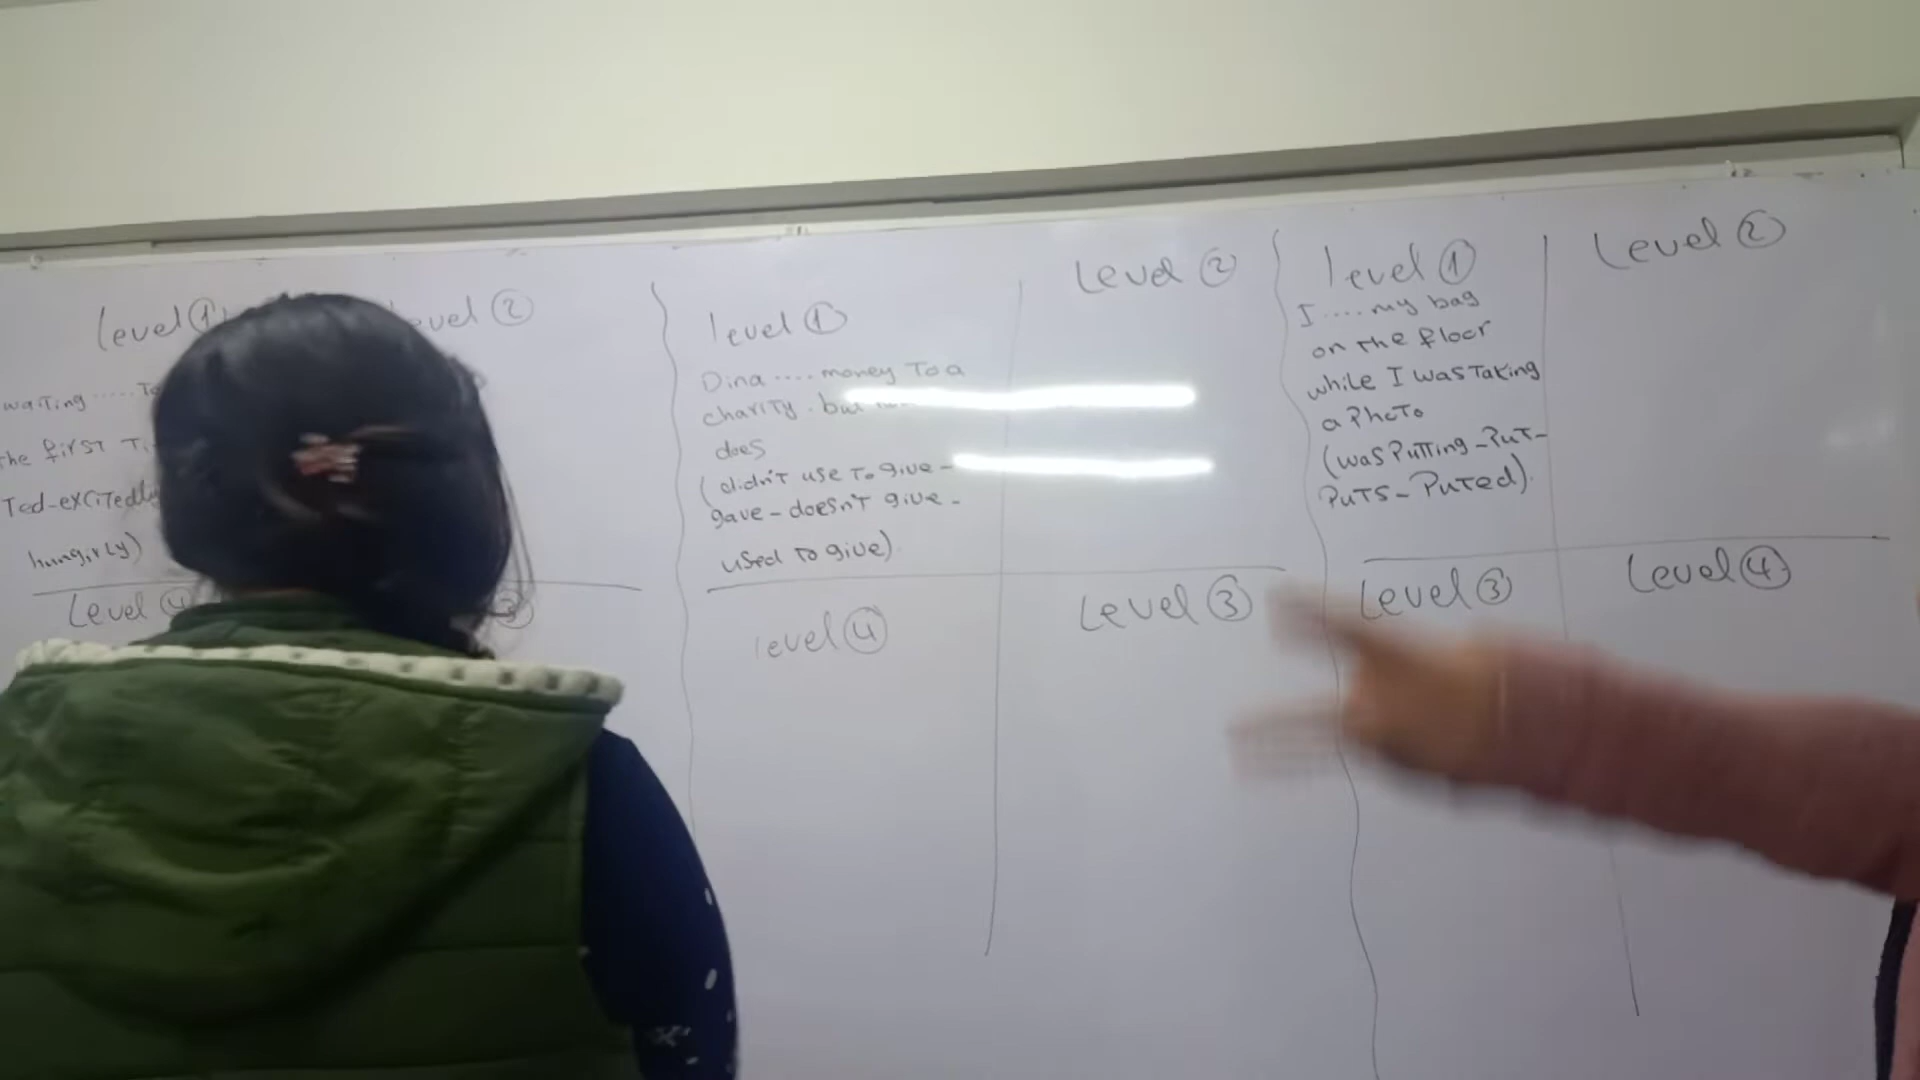 Level ①
waiting .....
the first
Ted-excitedly
hungirly)
Level ④
②
③
level ①
Dina .... money To a
charity. but
does
(didn't use To give -
gave - doesn't give -
used to give).
level ④
Level ②
Level ③
level ①
I .... my bag
on the floor
while I was Taking
a Photo
(was Putting - Put -
Puts - Puted).
Level ③
Level ②
Level ④